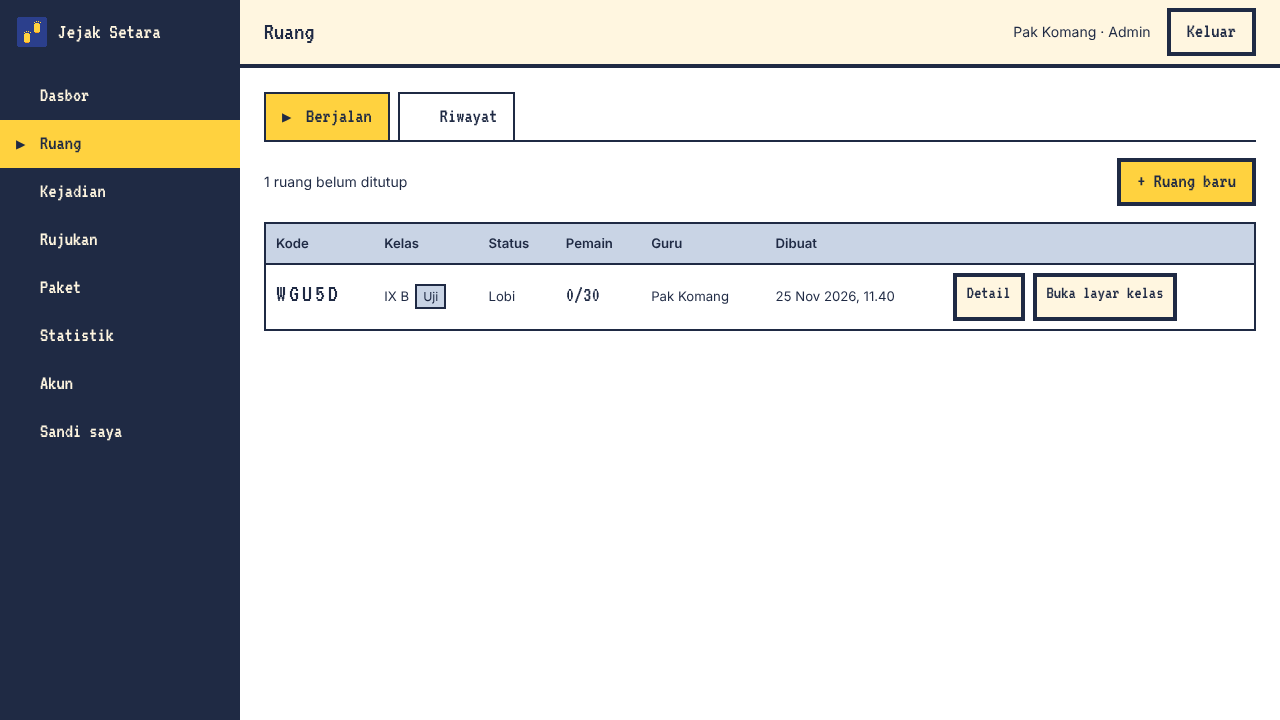 Jejak Setara
Dasbor
► Ruang
Kejadian
Rujukan
Paket
Statistik
Akun
Sandi saya
Ruang
Pak Komang · Admin
Keluar
► Berjalan
Riwayat
1 ruang belum ditutup
+ Ruang baru
Kode Kelas Status Pemain Guru Dibuat
WGU5D IX B Uji Lobi 0/30 Pak Komang 25 Nov 2026, 11.40 Detail Buka layar kelas